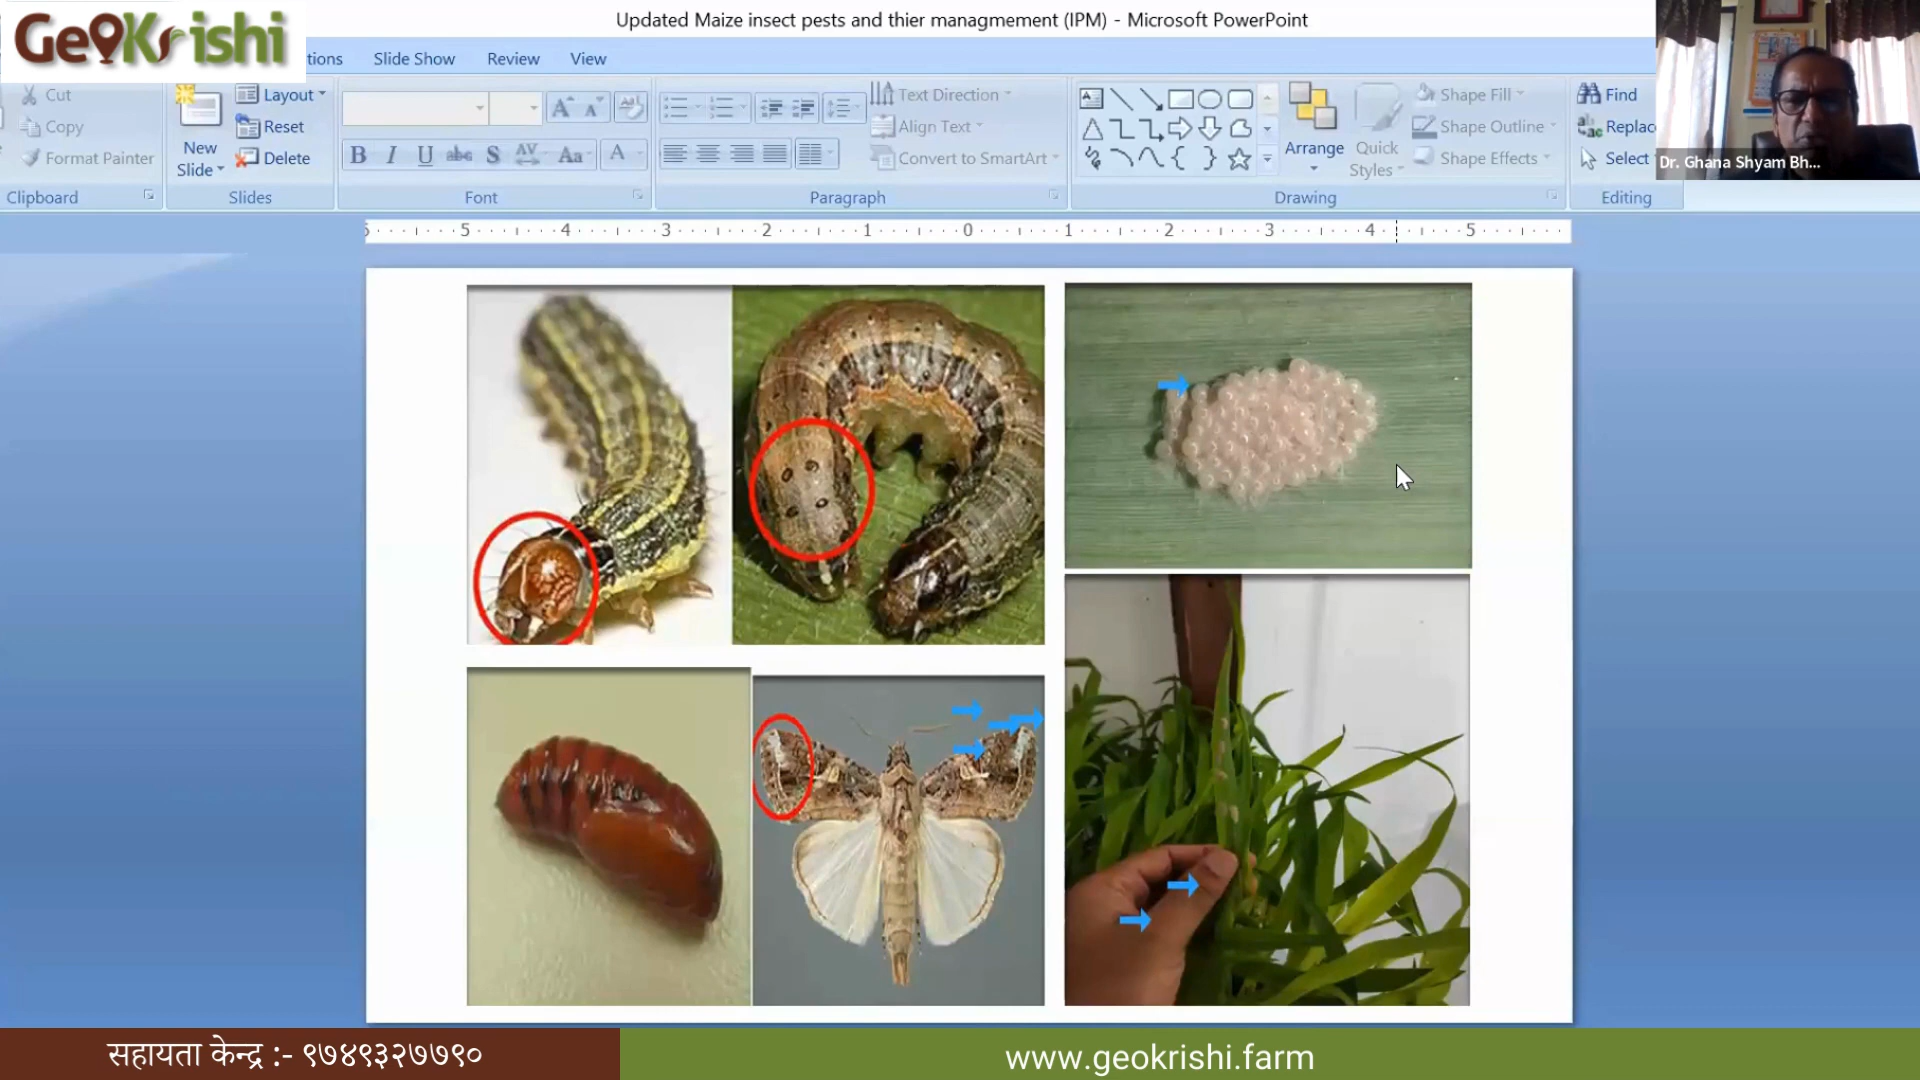 GeoKrishi
Updated Maize insect pests and thier managmement (IPM) - Microsoft PowerPoint
tions Slide Show Review View
Cut
Copy
Format Painter
Clipboard
New
Slide
Layout
Reset
Delete
Slides
B I U abc S AV Aa A
Font
Text Direction
Align Text
Convert to SmartArt
Paragraph
Arrange
Quick
Styles
Shape Fill
Shape Outline
Shape Effects
Drawing
Find
Replac
Select
Editing
Dr. Ghana Shyam Bh...
5 4 3 2 1 0 1 2 3 4 5
सहायता केन्द्र :- ९७४९३२७७९०
www.geokrishi.farm